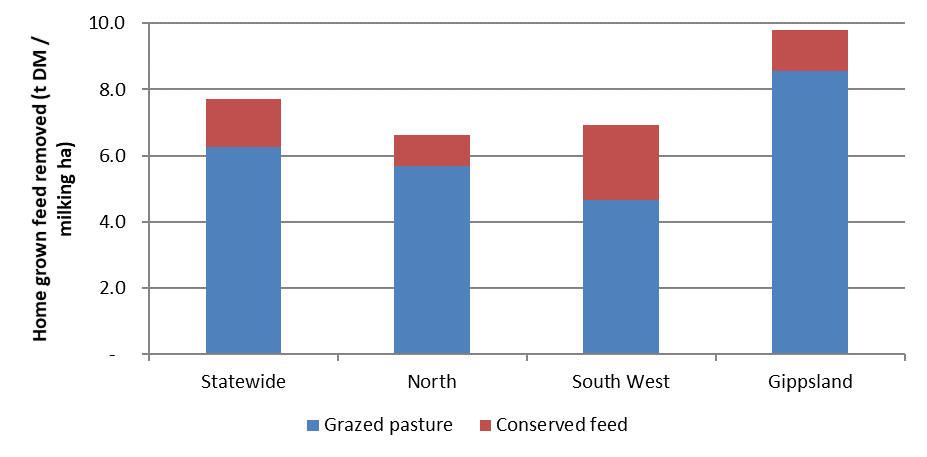 Home grown feed removed (t DM /
milking ha)
10.0
8.0
6.0
4.0
2.0
-
Statewide North South West Gippsland
Grazed pasture Conserved feed